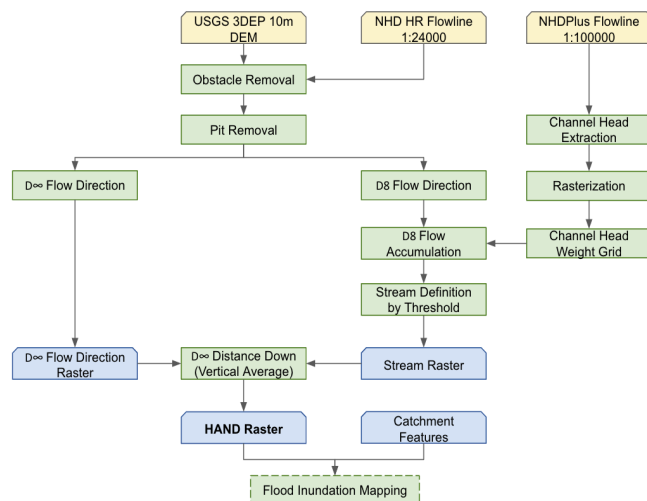 USGS 3DEP 10m
DEM
NHD HR Flowline
1:24000
NHDPlus Flowline
1:100000
Obstacle Removal
Pit Removal
Channel Head
Extraction
D∞ Flow Direction
D8 Flow Direction
Rasterization
D8 Flow
Accumulation
Channel Head
Weight Grid
Stream Definition
by Threshold
D∞ Flow Direction
Raster
D∞ Distance Down
(Vertical Average)
Stream Raster
HAND Raster
Catchment
Features
Flood Inundation Mapping